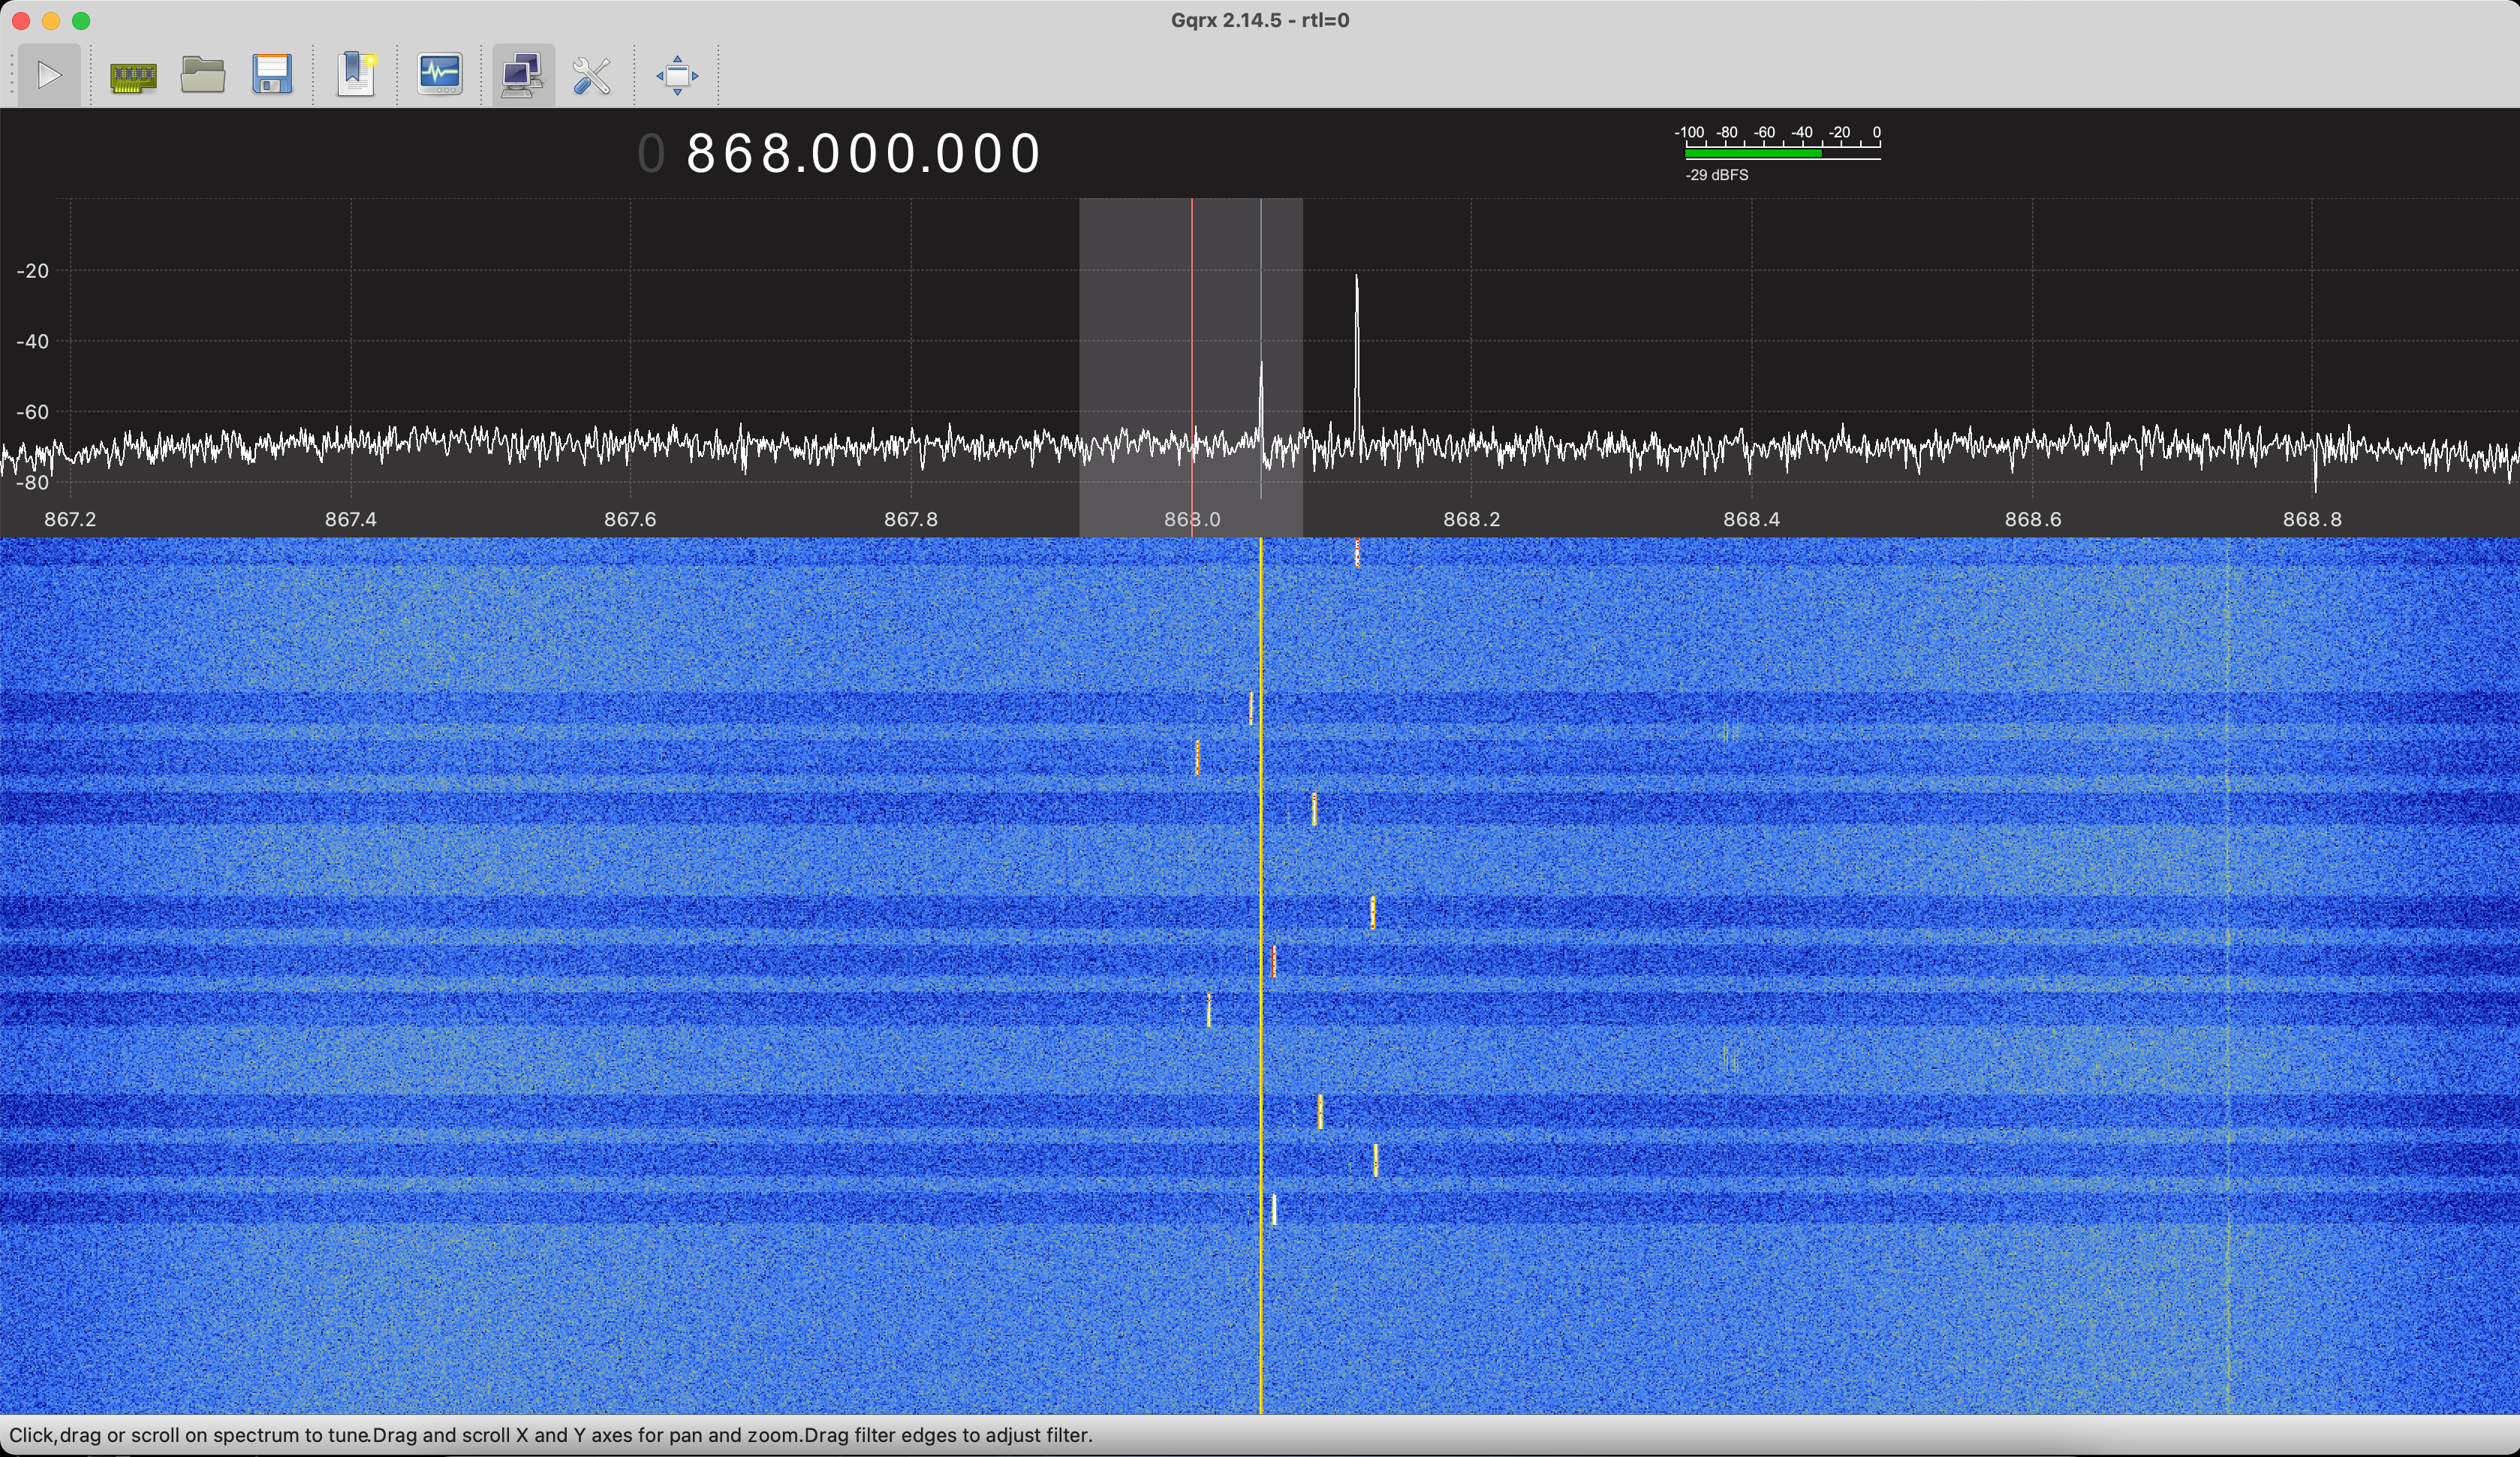 Gqrx 2.14.5 - rtl=0
0 868.000.000
-100 -80 -60 -40 -20 0
-29 dBFS
-20
-40
-60
-80
867.2 867.4 867.6 867.8 868.0 868.2 868.4 868.6 868.8
Click,drag or scroll on spectrum to tune.Drag and scroll X and Y axes for pan and zoom.Drag filter edges to adjust filter.